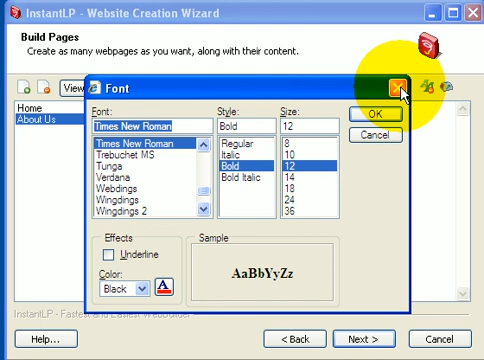 InstantLP - Website Creation Wizard
Build Pages
Create as many webpages as you want, along with their content.
View
Home
About Us
Font
Font:
Style:
Size:
Times New Roman
Bold
12
OK
Cancel
Times New Roman
Trebuchet MS
Tunga
Verdana
Webdings
Wingdings
Wingdings 2
Regular
Italic
Bold
Bold Italic
8
10
12
14
18
24
36
Effects
Underline
Color:
Black
A
Sample
AaBbYyZz
InstantLP - Fastest and Easiest Webbuilder
Help...
< Back
Next >
Cancel